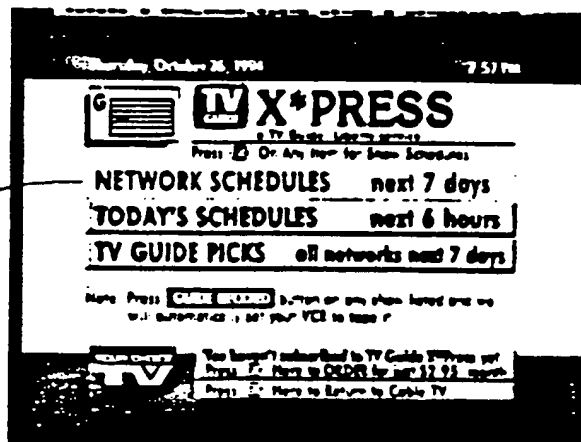 Thursday, October 26, 1994 7:57 PM
G TV GUIDE X*PRESS
a TV Guide service
Press On Any Item for Show Schedules
NETWORK SCHEDULES next 7 days
TODAY'S SCHEDULES next 6 hours
TV GUIDE PICKS all networks next 7 days
Note: Press button on any show listed and we
will automatically set your VCR to tape it
TV
You haven't subscribed to TV Guide X*Press yet
Press Here to ORDER for just $2.95 month
Press Here to Return to Cable TV